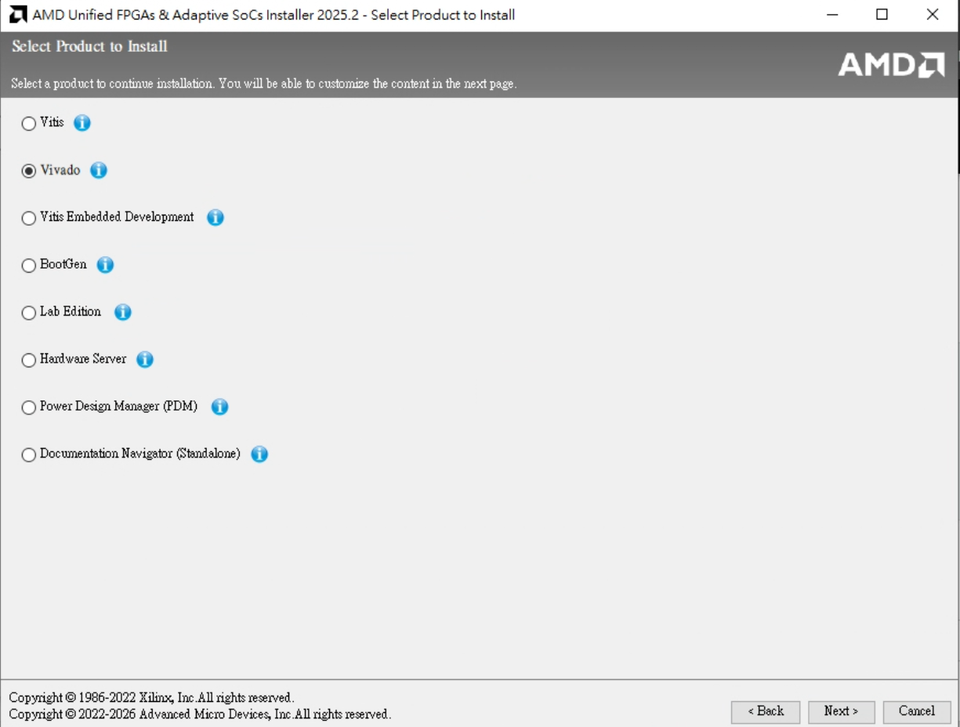 AMD Unified FPGAs & Adaptive SoCs Installer 2025.2 - Select Product to Install
Select Product to Install
Select a product to continue installation. You will be able to customize the content in the next page.
AMD
Vitis
Vivado
Vitis Embedded Development
BootGen
Lab Edition
Hardware Server
Power Design Manager (PDM)
Documentation Navigator (Standalone)
Copyright © 1986-2022 Xilinx, Inc.All rights reserved.
Copyright © 2022-2026 Advanced Micro Devices, Inc.All rights reserved.
< Back Next > Cancel